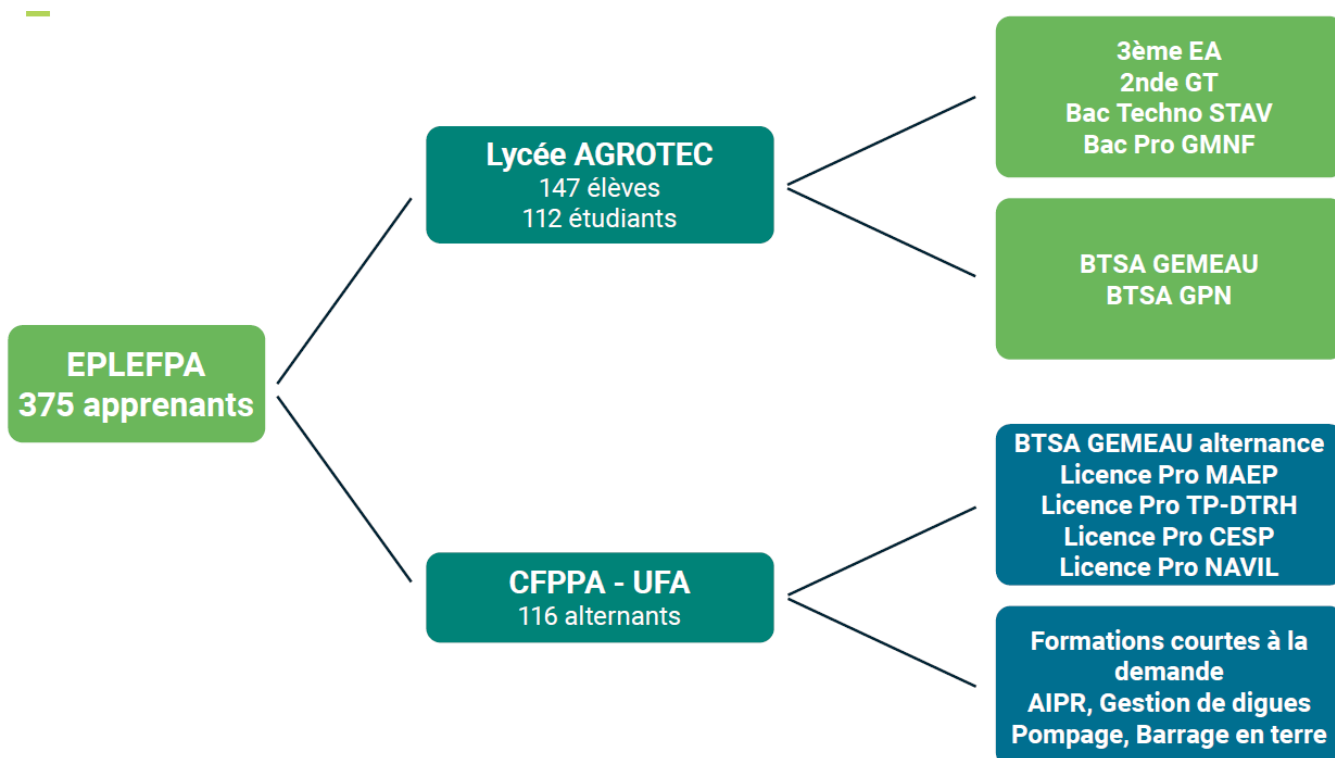 EPLEFPA
375 apprenants
Lycée AGROTEC
147 élèves
112 étudiants
3ème EA
2nde GT
Bac Techno STAV
Bac Pro GMNF
BTSA GEMEAU
BTSA GPN
CFPPA - UFA
116 alternants
BTSA GEMEAU alternance
Licence Pro MAEP
Licence Pro TP-DTRH
Licence Pro CESP
Licence Pro NAVIL
Formations courtes à la
demande
AIPR, Gestion de digues
Pompage, Barrage en terre